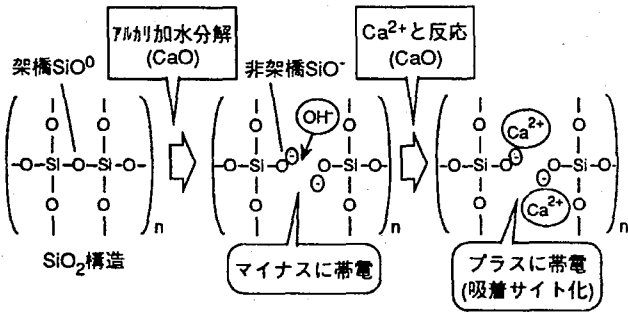 アルカリ加水分解
(CaO)
Ca²⁺と反応
(CaO)
架橋SiO⁰
非架橋SiO⁻
O O
-O-Si-O-Si-O-
O O
n
OH⁻
O O
-O-Si-O⊖ O-Si-O-
⊖
O O
n
Ca²⁺
O O
-O-Si-O⊖ O-Si-O-
⊖
O Ca²⁺ O
n
SiO₂構造
マイナスに帯電
プラスに帯電
(吸着サイト化)